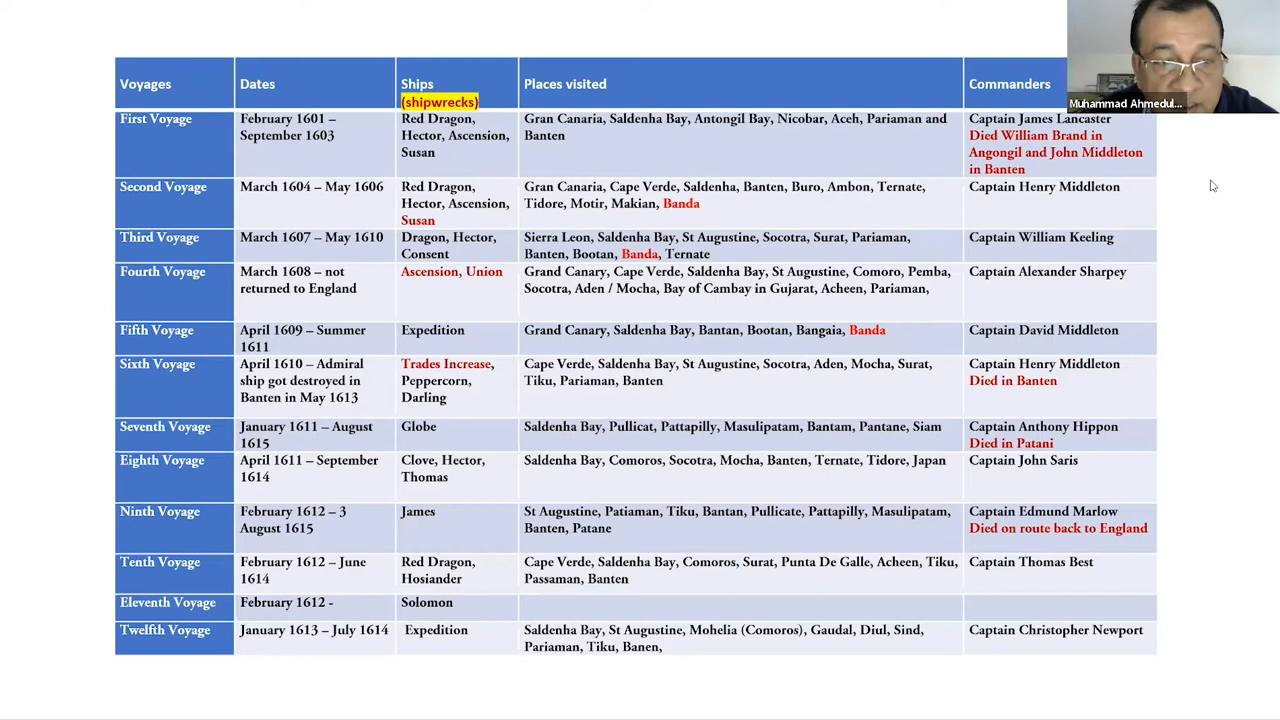 Voyages
Dates
Ships
(shipwrecks)
Places visited
Commanders
Muhammad Ahmedul...
First Voyage
February 1601 –
September 1603
Red Dragon,
Hector, Ascension,
Susan
Gran Canaria, Saldenha Bay, Antongil Bay, Nicobar, Aceh, Pariaman and
Banten
Captain James Lancaster
Died William Brand in
Angongil and John Middleton
in Banten
Second Voyage
March 1604 – May 1606
Red Dragon,
Hector, Ascension,
Susan
Gran Canaria, Cape Verde, Saldenha, Banten, Buro, Ambon, Ternate,
Tidore, Motir, Makian, Banda
Captain Henry Middleton
Third Voyage
March 1607 – May 1610
Dragon, Hector,
Consent
Sierra Leon, Saldenha Bay, St Augustine, Socotra, Surat, Pariaman,
Banten, Bootan, Banda, Ternate
Captain William Keeling
Fourth Voyage
March 1608 – not
returned to England
Ascension, Union
Grand Canary, Cape Verde, Saldenha Bay, St Augustine, Comoro, Pemba,
Socotra, Aden / Mocha, Bay of Cambay in Gujarat, Acheen, Pariaman,
Captain Alexander Sharpey
Fifth Voyage
April 1609 – Summer
1611
Expedition
Grand Canary, Saldenha Bay, Bantan, Bootan, Bangaia, Banda
Captain David Middleton
Sixth Voyage
April 1610 – Admiral
ship got destroyed in
Banten in May 1613
Trades Increase,
Peppercorn,
Darling
Cape Verde, Saldenha Bay, St Augustine, Socotra, Aden, Mocha, Surat,
Tiku, Pariaman, Banten
Captain Henry Middleton
Died in Banten
Seventh Voyage
January 1611 – August
1615
Globe
Saldenha Bay, Pullicat, Pattapilly, Masulipatam, Bantam, Pantane, Siam
Captain Anthony Hippon
Died in Patani
Eighth Voyage
April 1611 – September
1614
Clove, Hector,
Thomas
Saldenha Bay, Comoros, Socotra, Mocha, Banten, Ternate, Tidore, Japan
Captain John Saris
Ninth Voyage
February 1612 – 3
August 1615
James
St Augustine, Patiaman, Tiku, Bantan, Pullicate, Pattapilly, Masulipatam,
Banten, Patane
Captain Edmund Marlow
Died on route back to England
Tenth Voyage
February 1612 – June
1614
Red Dragon,
Hosiander
Cape Verde, Saldenha Bay, Comoros, Surat, Punta De Galle, Acheen, Tiku,
Passaman, Banten
Captain Thomas Best
Eleventh Voyage
February 1612 -
Solomon
Twelfth Voyage
January 1613 – July 1614
Expedition
Saldenha Bay, St Augustine, Mohelia (Comoros), Gaudal, Diul, Sind,
Pariaman, Tiku, Banen,
Captain Christopher Newport